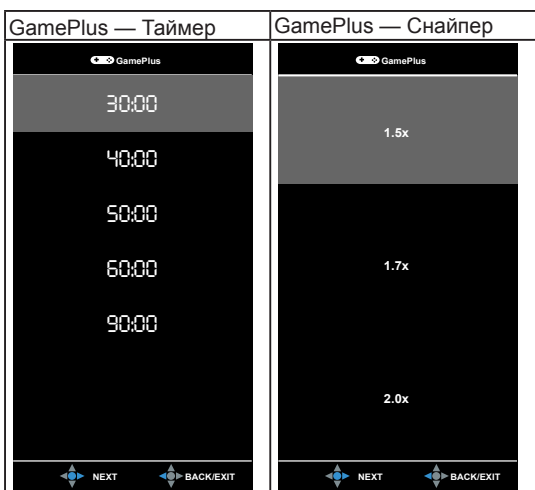 GamePlus — Таймер
GamePlus
30:00
40:00
50:00
60:00
90:00
NEXT BACK/EXIT
GamePlus — Снайпер
GamePlus
1.5x
1.7x
2.0x
NEXT BACK/EXIT